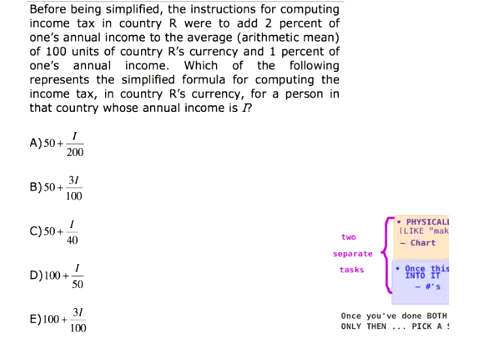 Before being simplified, the instructions for computing
income tax in country R were to add 2 percent of
one's annual income to the average (arithmetic mean)
of 100 units of country R's currency and 1 percent of
one's annual income. Which of the following
represents the simplified formula for computing the
income tax, in country R's currency, for a person in
that country whose annual income is I?
A) 50 + I/200
B) 50 + 3I/100
C) 50 + I/40
D) 100 + I/50
E) 100 + 3I/100
two
separate
tasks
• PHYSICALL
(LIKE "mak
– Chart
• Once this
INTO IT
– #'s
Once you've done BOTH
ONLY THEN ... PICK A